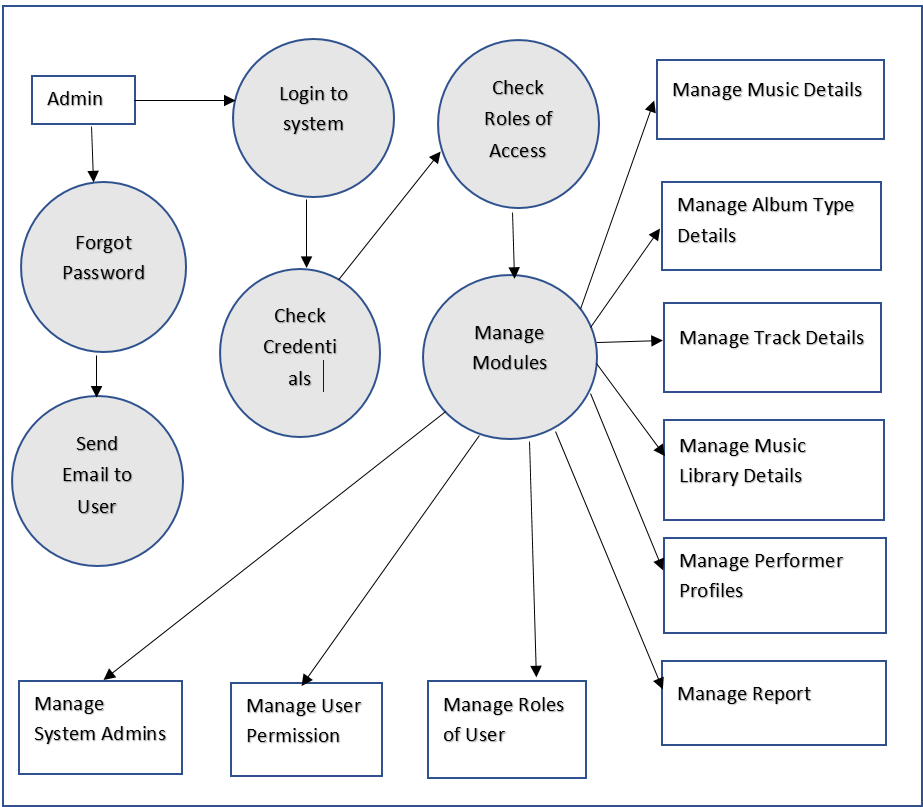 Admin
Login to
system
Check
Roles of
Access
Manage Music Details
Manage Album Type
Details
Forgot
Password
Check
Credenti
als
Manage
Modules
Manage Track Details
Send
Email to
User
Manage Music
Library Details
Manage Performer
Profiles
Manage
System Admins
Manage User
Permission
Manage Roles
of User
Manage Report